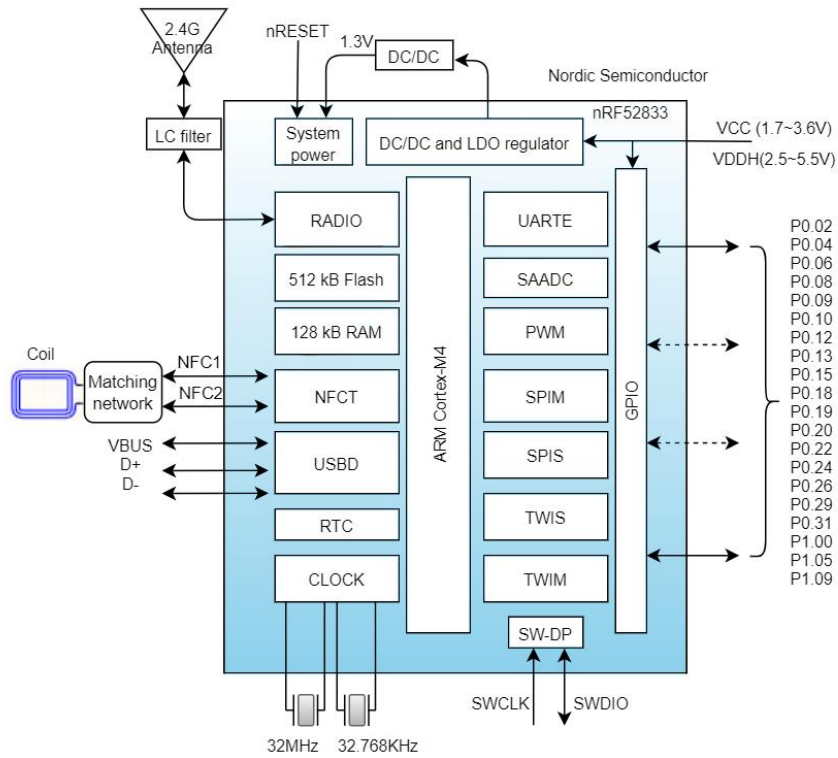 2.4G
Antenna
nRESET
1.3V
DC/DC
Nordic Semiconductor
nRF52833
LC filter
System
power
DC/DC and LDO regulator
VCC (1.7~3.6V)
VDDH(2.5~5.5V)
RADIO
512 kB Flash
128 kB RAM
NFCT
USBD
RTC
CLOCK
ARM Cortex-M4
UARTE
SAADC
PWM
SPIM
SPIS
TWIS
TWIM
SW-DP
GPIO
P0.02
P0.04
P0.06
P0.08
P0.09
P0.10
P0.12
P0.13
P0.15
P0.18
P0.19
P0.20
P0.22
P0.24
P0.26
P0.29
P0.31
P1.00
P1.05
P1.09
Coil
Matching
network
NFC1
NFC2
VBUS
D+
D-
32MHz
32.768KHz
SWCLK
SWDIO